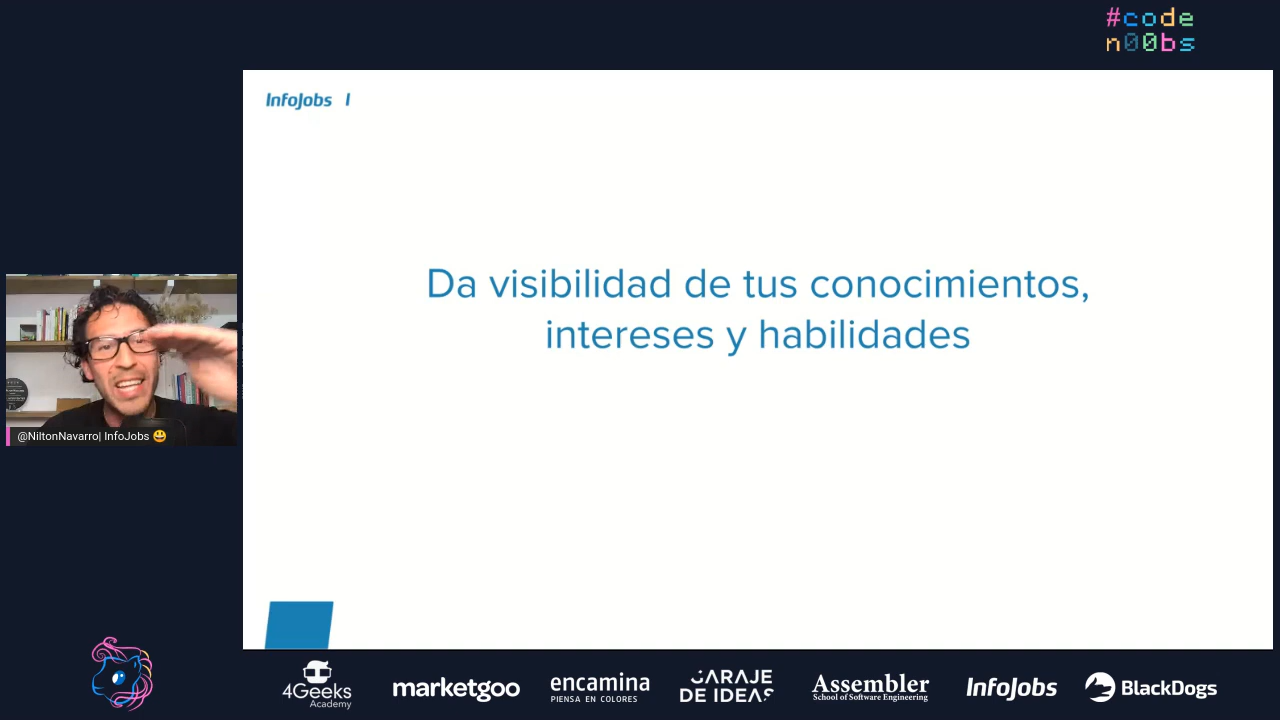 #code
n00bs
InfoJobs I
Da visibilidad de tus conocimientos,
intereses y habilidades
@NiltonNavarro| InfoJobs 😃
4Geeks
Academy
marketgoo
encamina
PIENSA EN COLORES
GARAJE
DE IDEAS
Assembler
School of Software Engineering
InfoJobs
BlackDogs